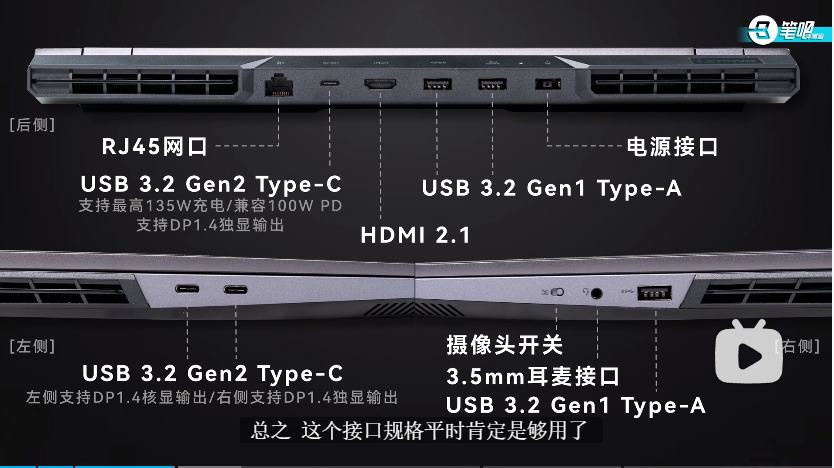 笔吧
[后侧]
RJ45网口
电源接口
USB 3.2 Gen2 Type-C
支持最高135W充电/兼容100W PD
支持DP1.4独显输出
USB 3.2 Gen1 Type-A
HDMI 2.1
[左侧]
[右侧]
USB 3.2 Gen2 Type-C
左侧支持DP1.4核显输出/右侧支持DP1.4独显输出
摄像头开关
3.5mm耳麦接口
USB 3.2 Gen1 Type-A
总之 这个接口规格平时肯定是够用了